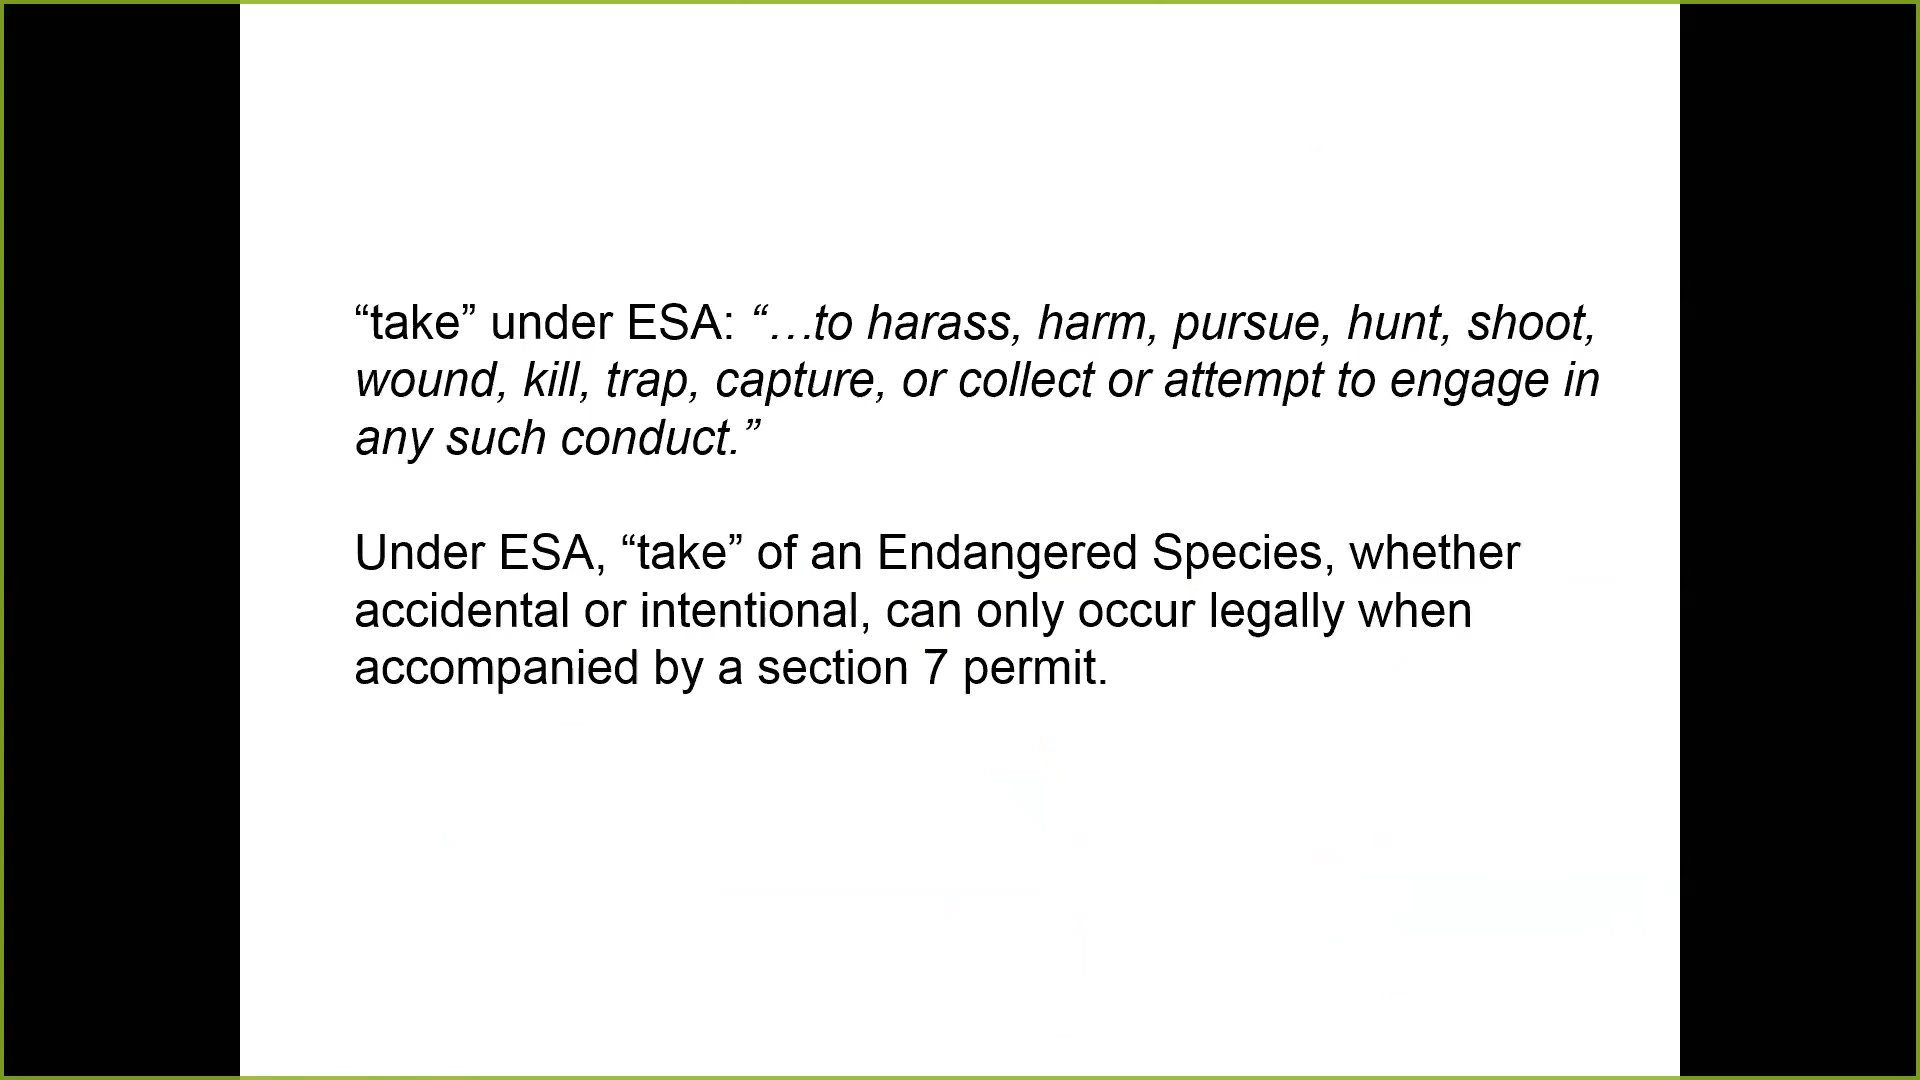 “take” under ESA: “…to harass, harm, pursue, hunt, shoot,
wound, kill, trap, capture, or collect or attempt to engage in
any such conduct.”
Under ESA, “take” of an Endangered Species, whether
accidental or intentional, can only occur legally when
accompanied by a section 7 permit.